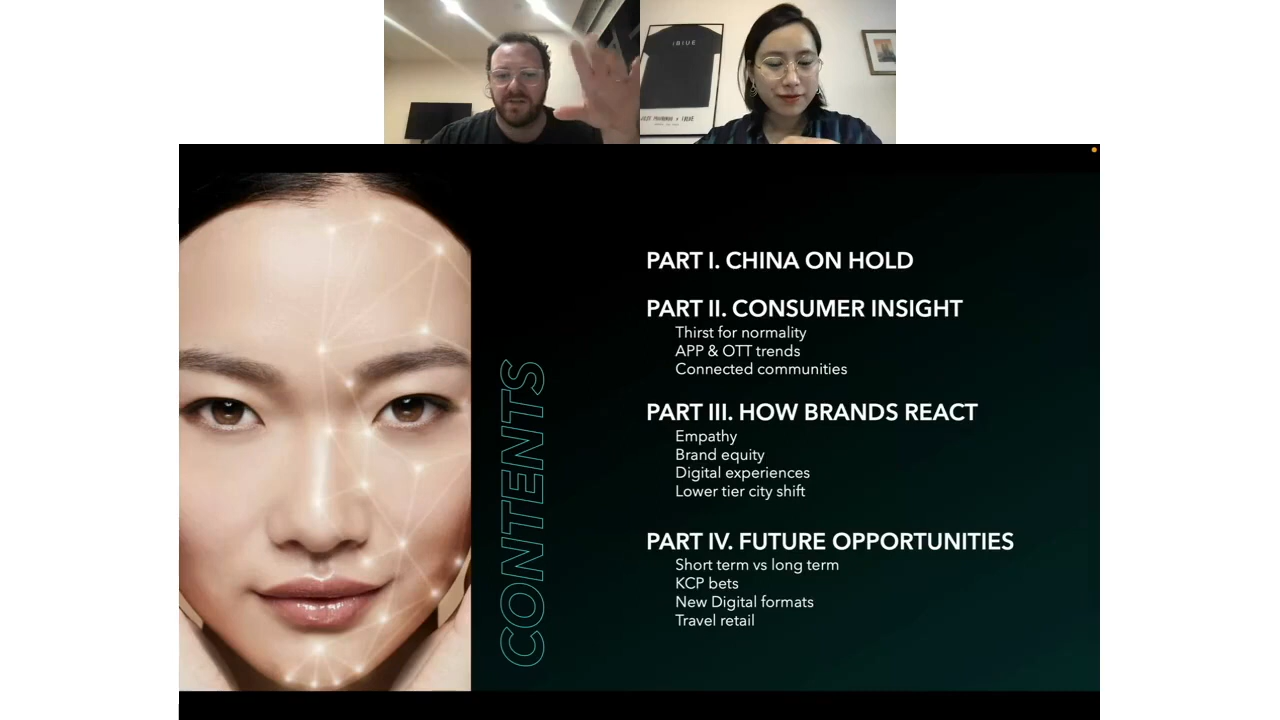 CONTENTS
PART I. CHINA ON HOLD
PART II. CONSUMER INSIGHT
Thirst for normality
APP & OTT trends
Connected communities
PART III. HOW BRANDS REACT
Empathy
Brand equity
Digital experiences
Lower tier city shift
PART IV. FUTURE OPPORTUNITIES
Short term vs long term
KCP bets
New Digital formats
Travel retail